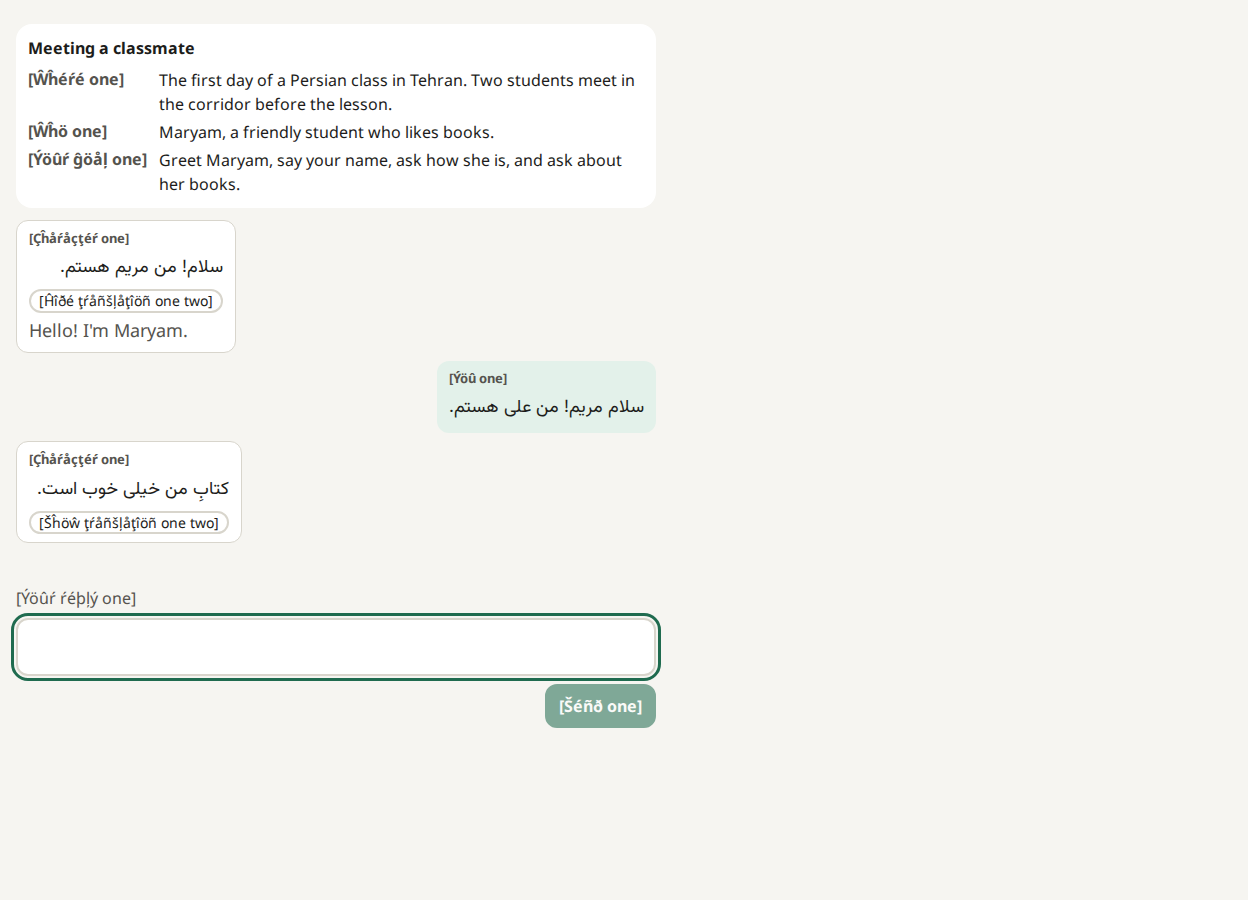 Meeting a classmate
[Ŵĥéŕé one] The first day of a Persian class in Tehran. Two students meet in
the corridor before the lesson.
[Ŵĥö one] Maryam, a friendly student who likes books.
[Ýöûŕ ĝöåļ one] Greet Maryam, say your name, ask how she is, and ask about
her books.
[Çĥåŕåçţéŕ one]
سلام! من مریم هستم.
[Ĥîðé ţŕåñšļåţîöñ one two]
Hello! I'm Maryam.
[Ýöû one]
سلام مریم! من علی هستم.
[Çĥåŕåçţéŕ one]
کتابِ من خیلی خوب است.
[Šĥöŵ ţŕåñšļåţîöñ one two]
[Ýöûŕ ŕéþļý one]
[Šéñð one]